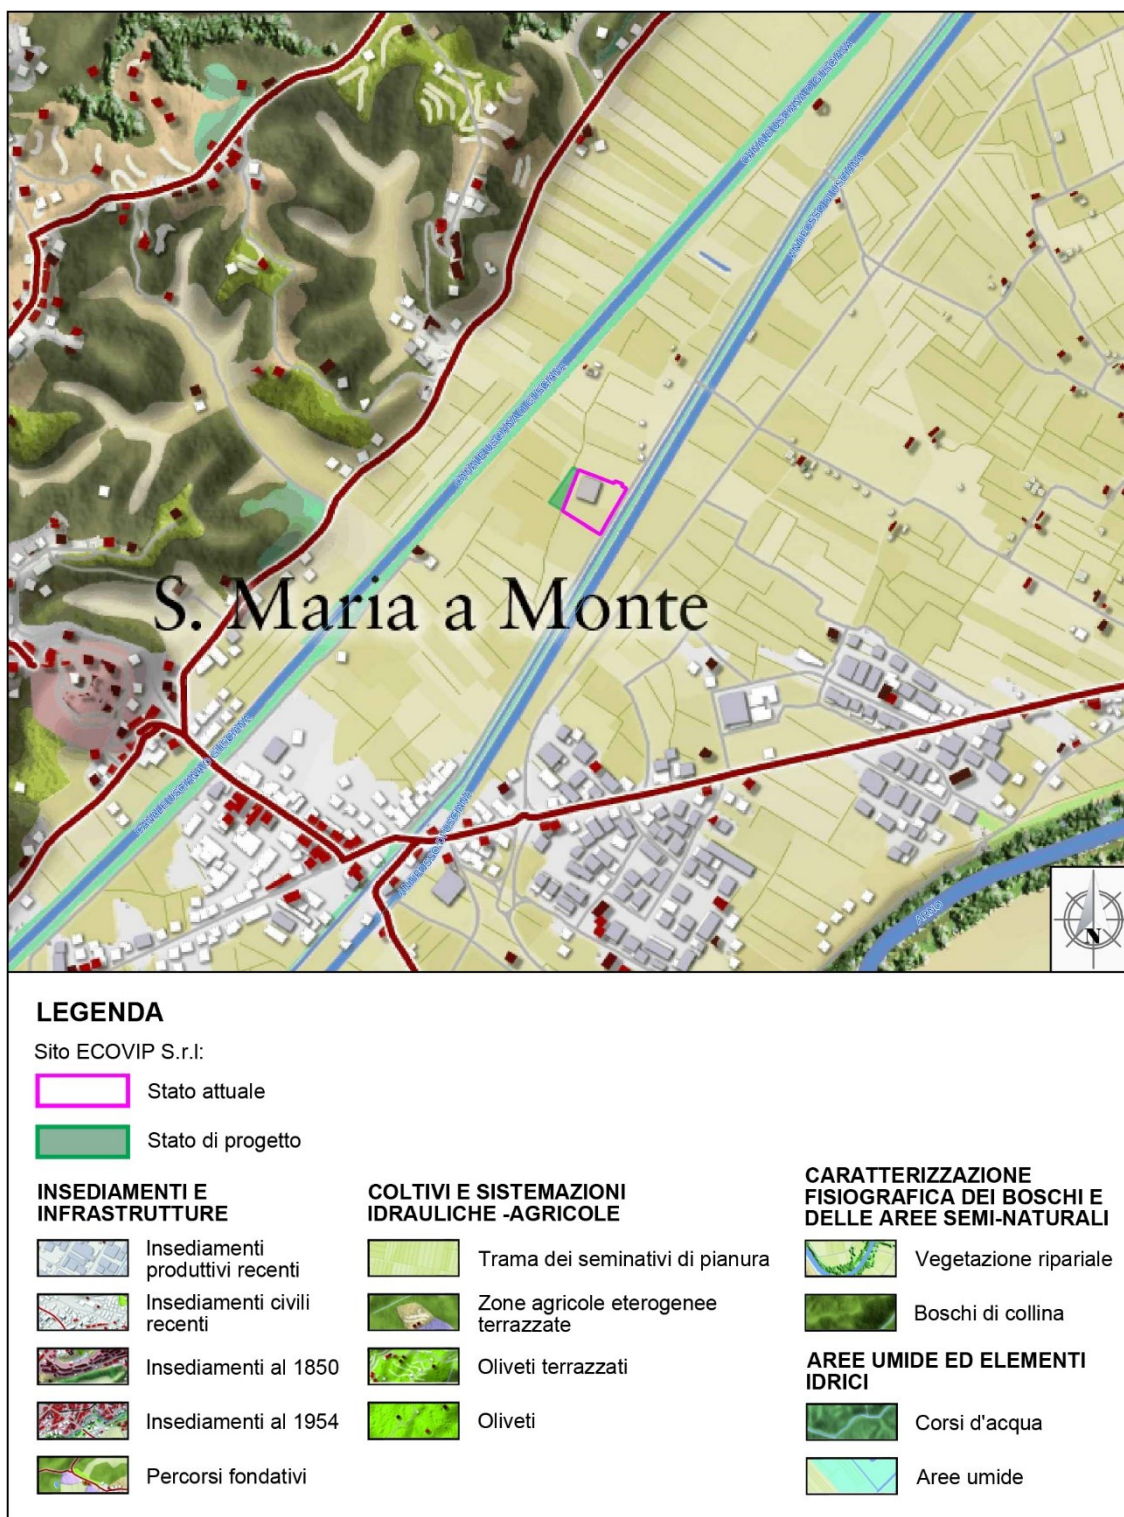 S. Maria a Monte
ARNO
N
LEGENDA
Sito ECOVIP S.r.l:
Stato attuale
Stato di progetto
INSEDIAMENTI E
INFRASTRUTTURE
Insediamenti
produttivi recenti
Insediamenti civili
recenti
Insediamenti al 1850
Insediamenti al 1954
Percorsi fondativi
COLTIVI E SISTEMAZIONI
IDRAULICHE -AGRICOLE
Trama dei seminativi di pianura
Zone agricole eterogenee
terrazzate
Oliveti terrazzati
Oliveti
CARATTERIZZAZIONE
FISIOGRAFICA DEI BOSCHI E
DELLE AREE SEMI-NATURALI
Vegetazione ripariale
Boschi di collina
AREE UMIDE ED ELEMENTI
IDRICI
Corsi d'acqua
Aree umide